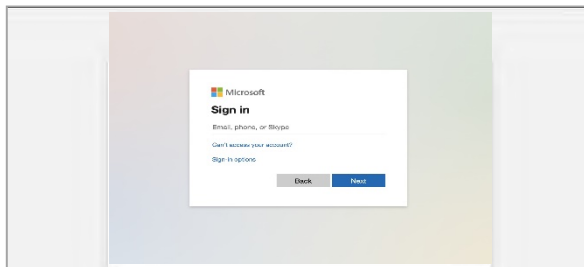 Microsoft
Sign in
Email, phone, or Skype
Can't access your account?
Sign-in options
Back Next